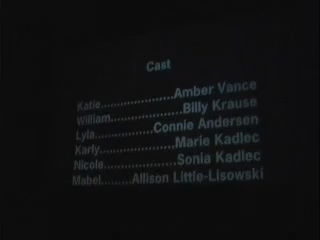 Cast
Katie......................Amber Vance
William......................Billy Krause
Lyla..................Connie Andersen
Karly.......................Marie Kadlec
Nicole......................Sonia Kadlec
Mabel.........Allison Little-Lisowski